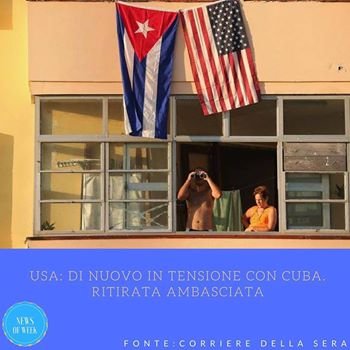 USA: DI NUOVO IN TENSIONE CON CUBA.
RITIRATA AMBASCIATA
NEWS
OF WEEK
FONTE:CORRIERE DELLA SERA